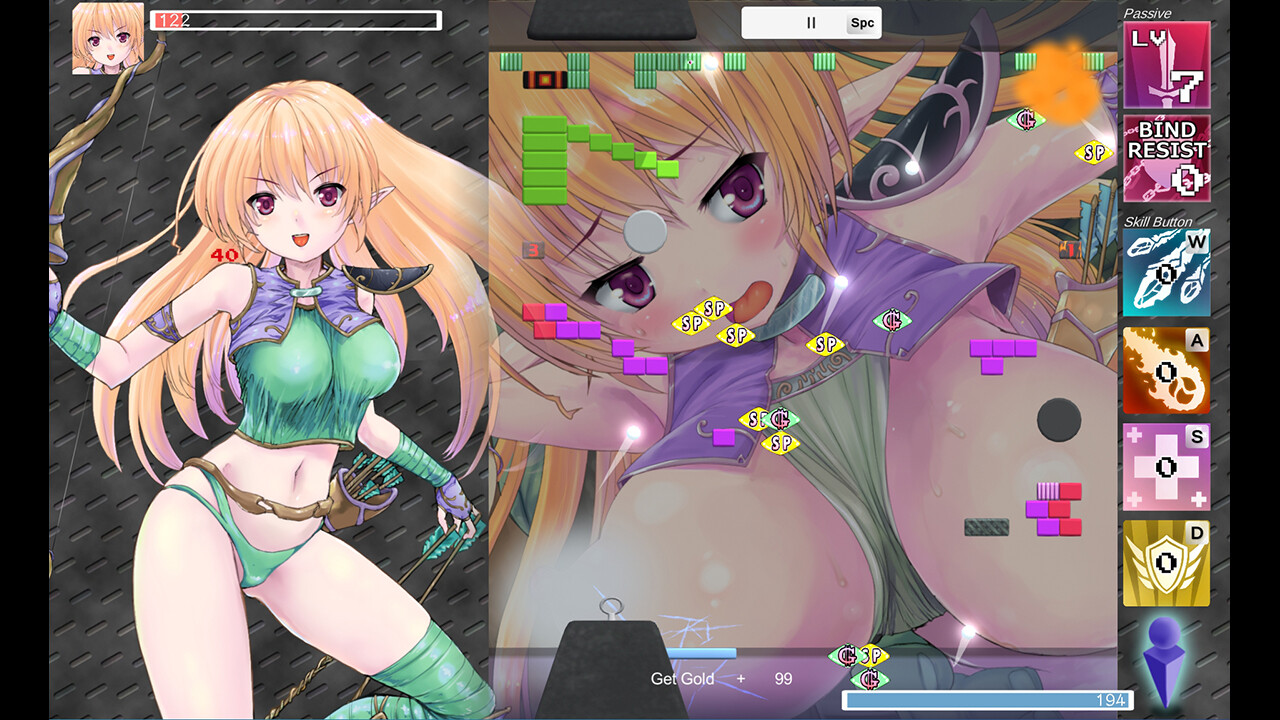 122
Spc
Passive
LV
7
BIND
RESIST
0
SP
40
3
1
Skill Button
W
0
SP
SP
SP
SP
A
0
SP
SP
S
0
D
0
SP
Get Gold + 99
194